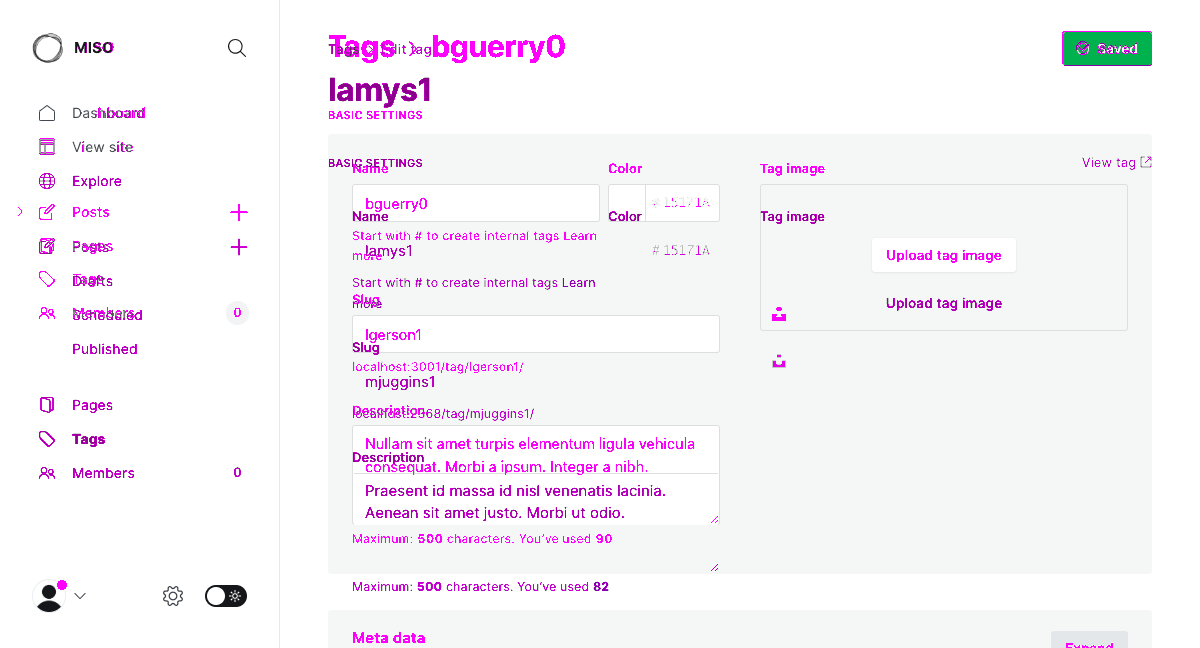 MISO
Dashboard
View site
Explore
Posts
Pages
Posts
Tags
Drafts
Members
0
Scheduled
Published
Pages
Tags
Members
0
Tags
bguerry0
Tags
Edit tag
Saved
lamys1
BASIC SETTINGS
BASIC SETTINGS
View tag
Name
Color
Tag image
bguerry0
# 15171A
Name
Color
Tag image
Start with # to create internal tags Learn
more
lamys1
# 15171A
Upload tag image
Start with # to create internal tags Learn
more
Slug
Upload tag image
lgerson1
Slug
localhost:3001/tag/lgerson1/
mjuggins1
Description
localhost:2368/tag/mjuggins1/
Nullam sit amet turpis elementum ligula vehicula
consequat. Morbi a ipsum. Integer a nibh.
Description
Praesent id massa id nisl venenatis lacinia.
Aenean sit amet justo. Morbi ut odio.
Maximum: 500 characters. You've used 90
Maximum: 500 characters. You've used 82
Meta data
Expand